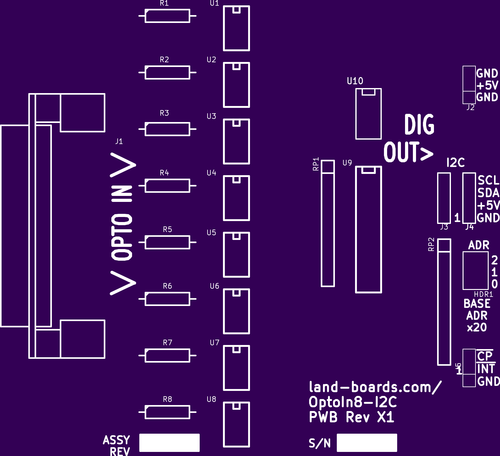 R1
U1
R2
U2
U10
GND
+5V
GND
J2
R3
U3
DIG
OUT>
J1
I2C
RP1
U9
R4
U4
SCL
SDA
+5V
1 GND
J3
J4
< OPTO IN <
R5
U5
RP2
ADR
2
1
0
HDR1
R6
U6
BASE
ADR
x20
R7
U7
CP
INT
1
GND
land-boards.com/
OptoIn8-I2C
PWB Rev X1
R8
U8
ASSY
REV
S/N